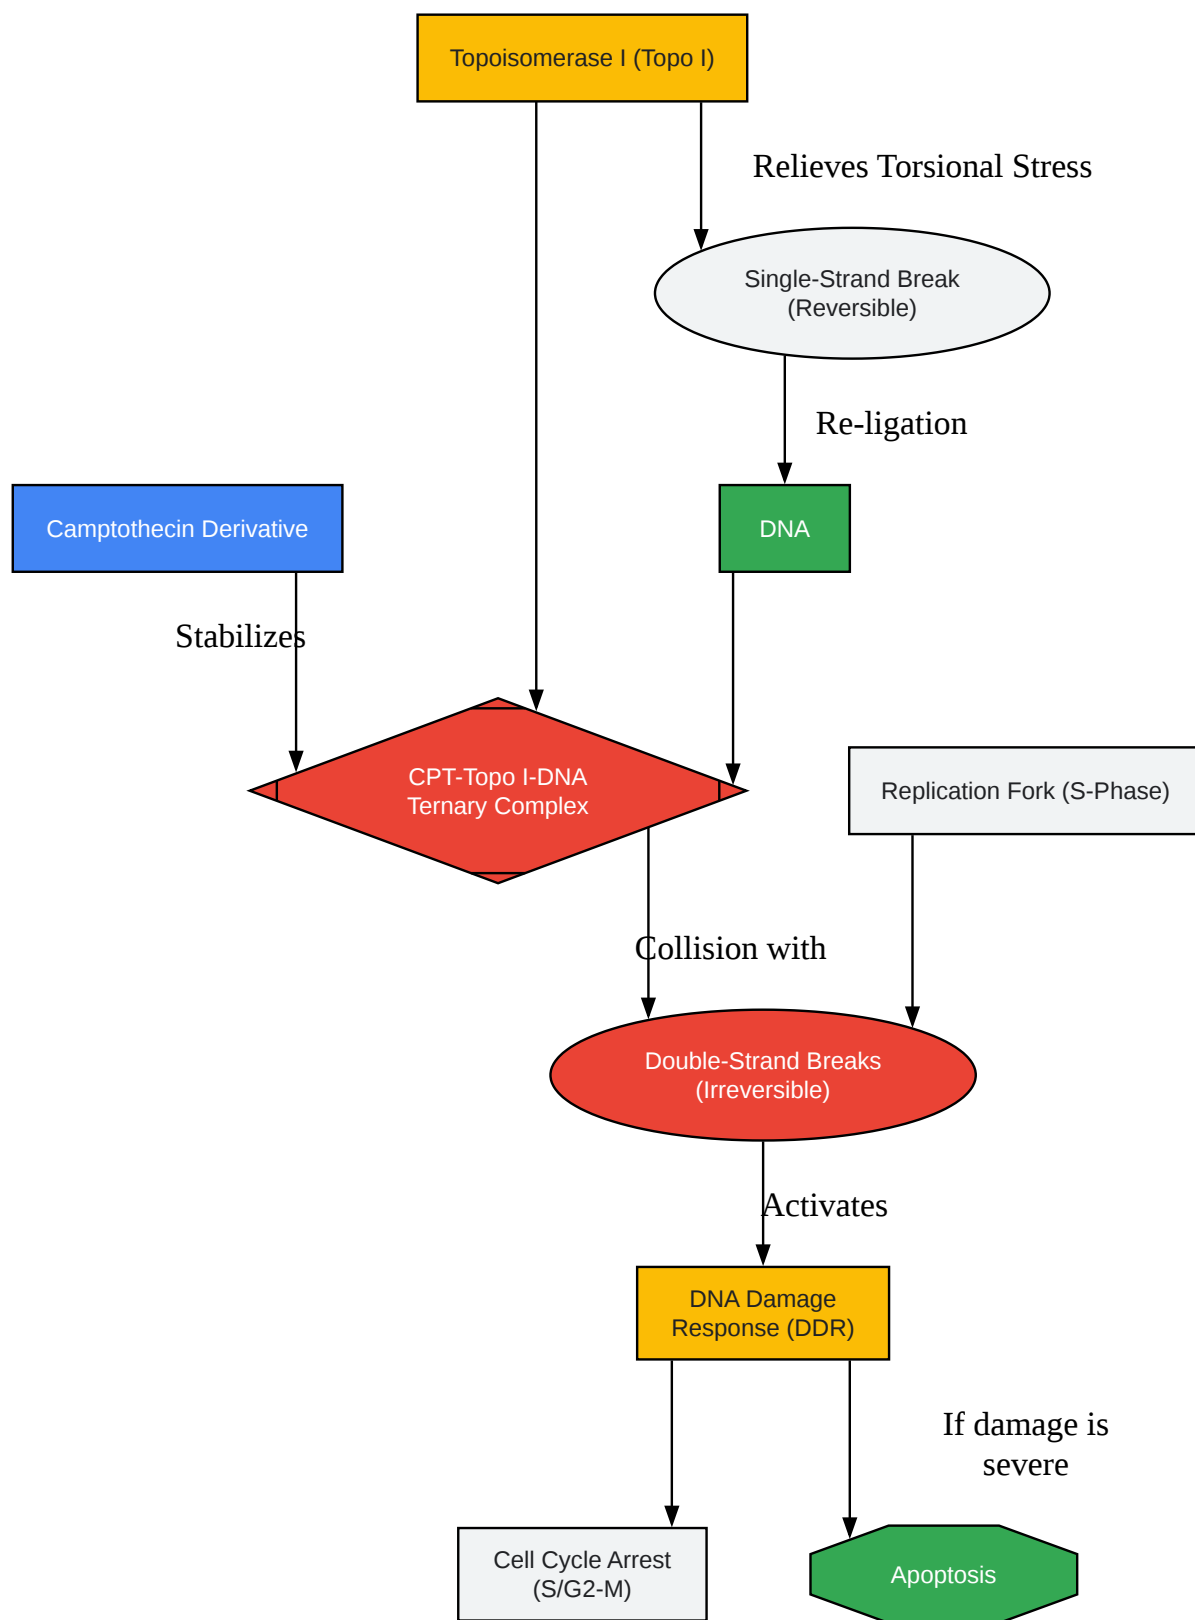 Topoisomerase I (Topo I)
Relieves Torsional Stress
Single-Strand Break
(Reversible)
Re-ligation
Camptothecin Derivative
DNA
Stabilizes
CPT-Topo I-DNA
Ternary Complex
Replication Fork (S-Phase)
Collision with
Double-Strand Breaks
(Irreversible)
Activates
DNA Damage
Response (DDR)
If damage is
severe
Cell Cycle Arrest
(S/G2-M)
Apoptosis